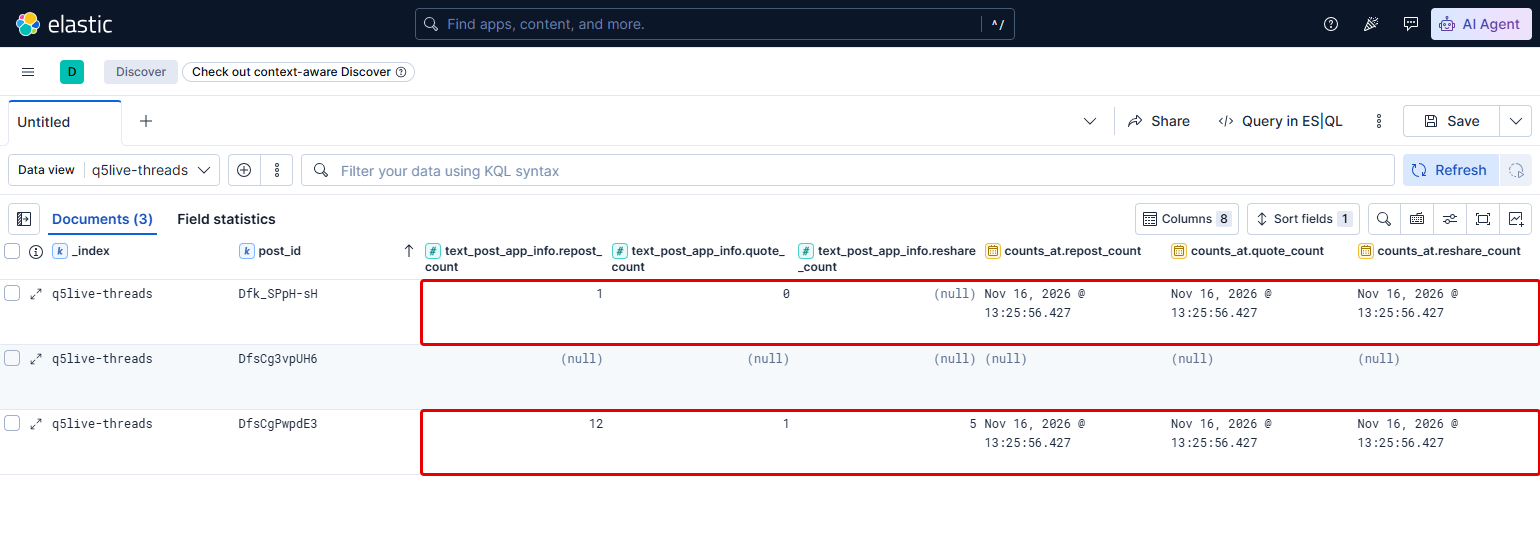 elastic
Find apps, content, and more.
^/
AI Agent
D
Discover
Check out context-aware Discover
Untitled
Share
Query in ES|QL
Save
Data view
q5live-threads
Filter your data using KQL syntax
Refresh
Documents (3)
Field statistics
Columns 8
Sort fields 1
_index
post_id
text_post_app_info.repost_
count
text_post_app_info.quote_
count
text_post_app_info.reshare
_count
counts_at.repost_count
counts_at.quote_count
counts_at.reshare_count
q5live-threads Dfk_SPpH-sH 1 0 (null) Nov 16, 2026 @ Nov 16, 2026 @ Nov 16, 2026 @
13:25:56.427 13:25:56.427 13:25:56.427
q5live-threads DfsCg3vpUH6 (null) (null) (null) (null) (null) (null)
q5live-threads DfsCgPwpdE3 12 1 5 Nov 16, 2026 @ Nov 16, 2026 @ Nov 16, 2026 @
13:25:56.427 13:25:56.427 13:25:56.427